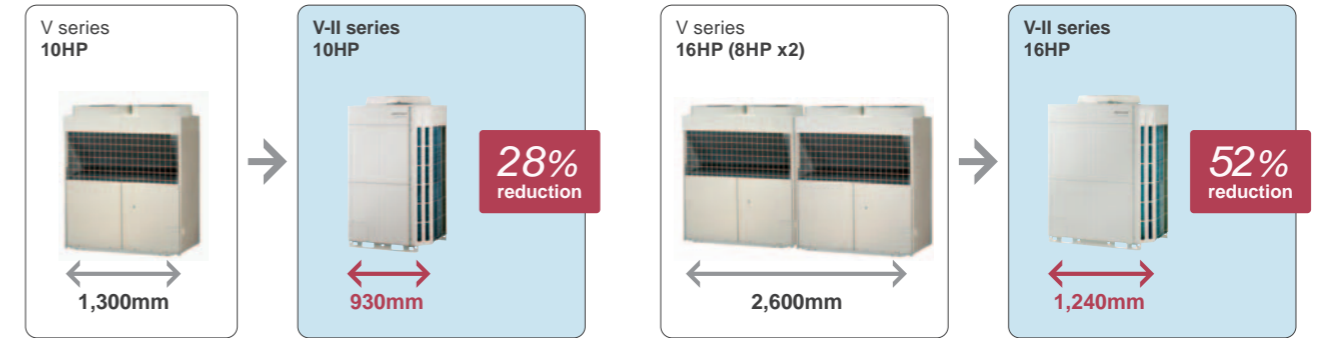 V series
10HP
1,300mm
V-II series
10HP
28%
reduction
930mm
V series
16HP (8HP x2)
2,600mm
V-II series
16HP
52%
reduction
1,240mm